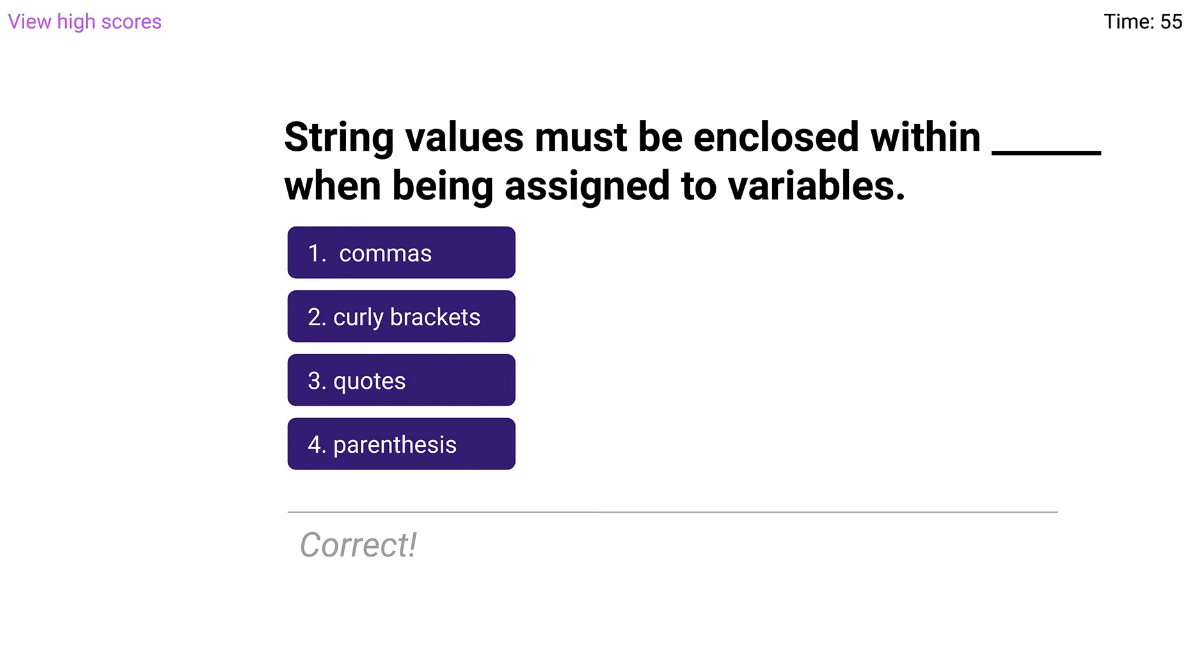 View high scores
Time: 55
String values must be enclosed within ______
when being assigned to variables.
1. commas
2. curly brackets
3. quotes
4. parenthesis
Correct!